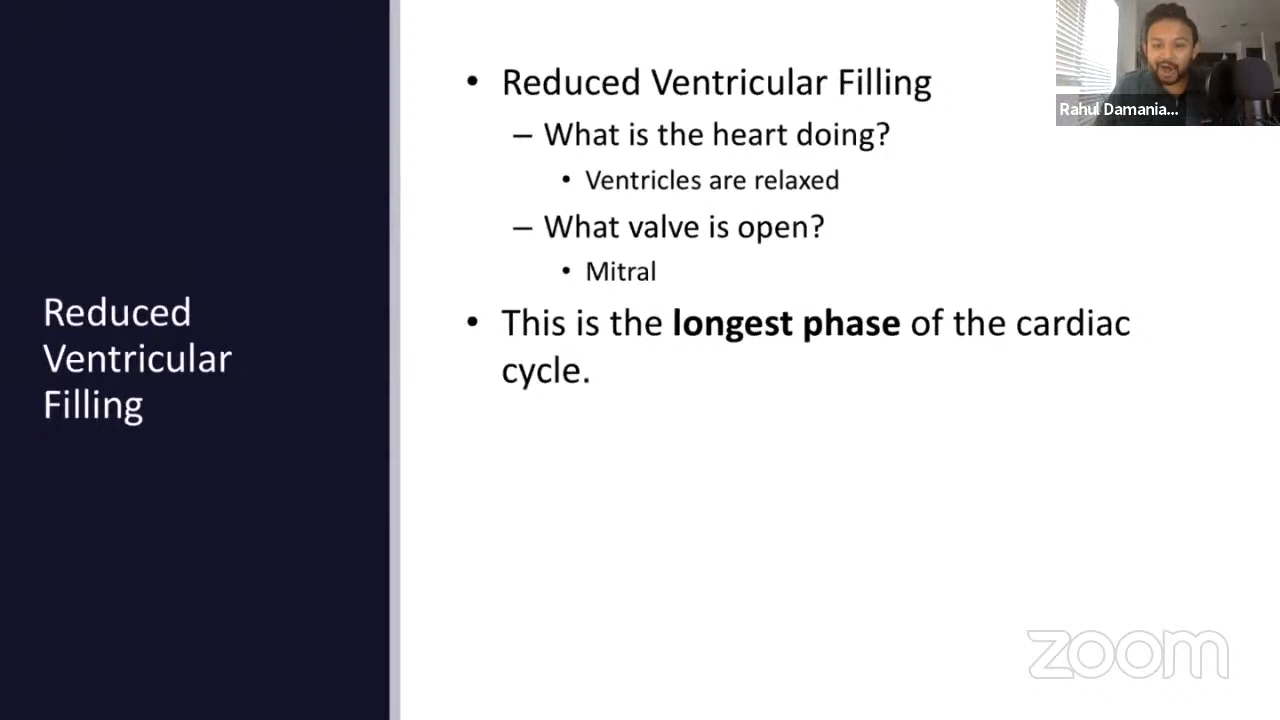 Reduced
Ventricular
Filling
• Reduced Ventricular Filling
– What is the heart doing?
• Ventricles are relaxed
– What valve is open?
• Mitral
• This is the longest phase of the cardiac
cycle.
Rahul Damania...
zoom